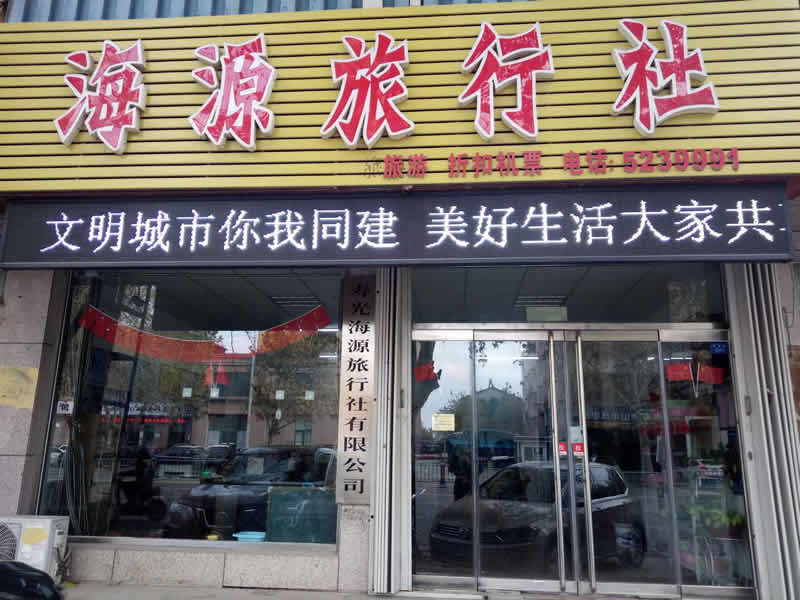 海源旅行社
旅游 折扣机票 电话:5239991
文明城市你我同建 美好生活大家共
寿光海源旅行社有限公司